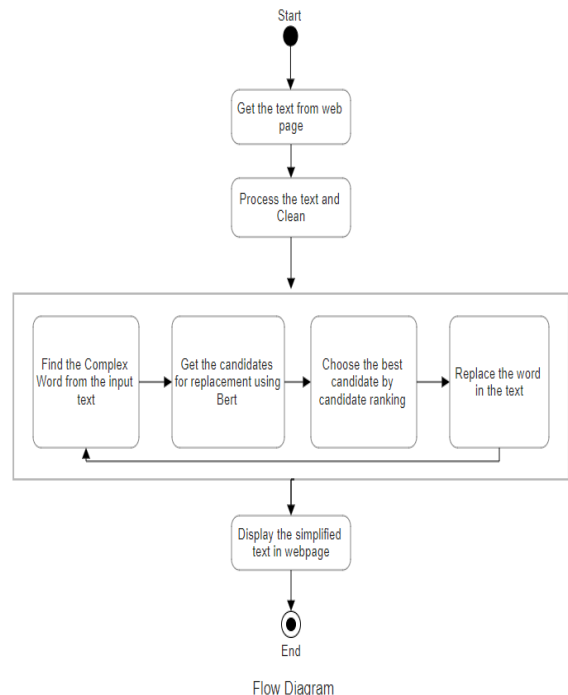 Start
Get the text from web
page
Process the text and
Clean
Find the Complex
Word from the input
text
Get the candidates
for replacement using
Bert
Choose the best
candidate by
candidate ranking
Replace the word
in the text
Display the simplified
text in webpage
End
Flow Diagram